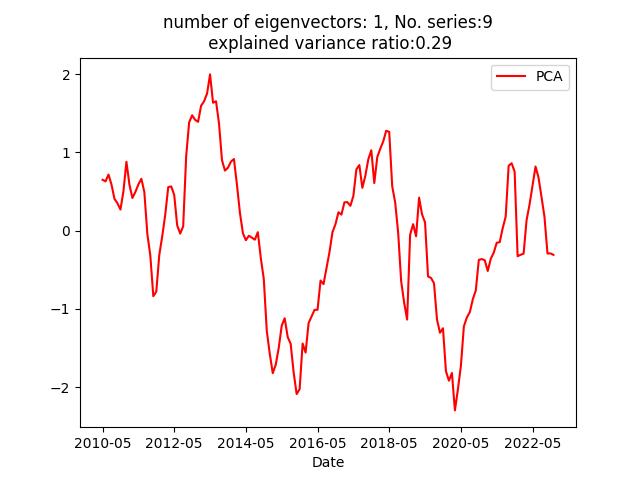 number of eigenvectors: 1, No. series:9
explained variance ratio:0.29
PCA
2
1
0
−1
−2
2010-05 2012-05 2014-05 2016-05 2018-05 2020-05 2022-05
Date